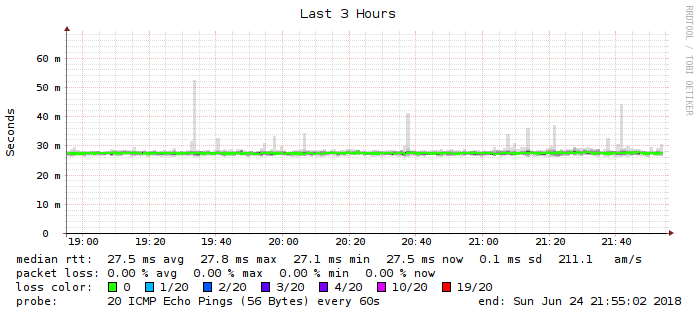 Last 3 Hours
RRDTOOL / TOBI OETIKER
Seconds
60 m
50 m
40 m
30 m
20 m
10 m
0
19:00 19:20 19:40 20:00 20:20 20:40 21:00 21:20 21:40
median rtt: 27.5 ms avg 27.8 ms max 27.1 ms min 27.5 ms now 0.1 ms sd 211.1 am/s
packet loss: 0.00 % avg 0.00 % max 0.00 % min 0.00 % now
loss color: 0 1/20 2/20 3/20 4/20 10/20 19/20
probe: 20 ICMP Echo Pings (56 Bytes) every 60s end: Sun Jun 24 21:55:02 2018